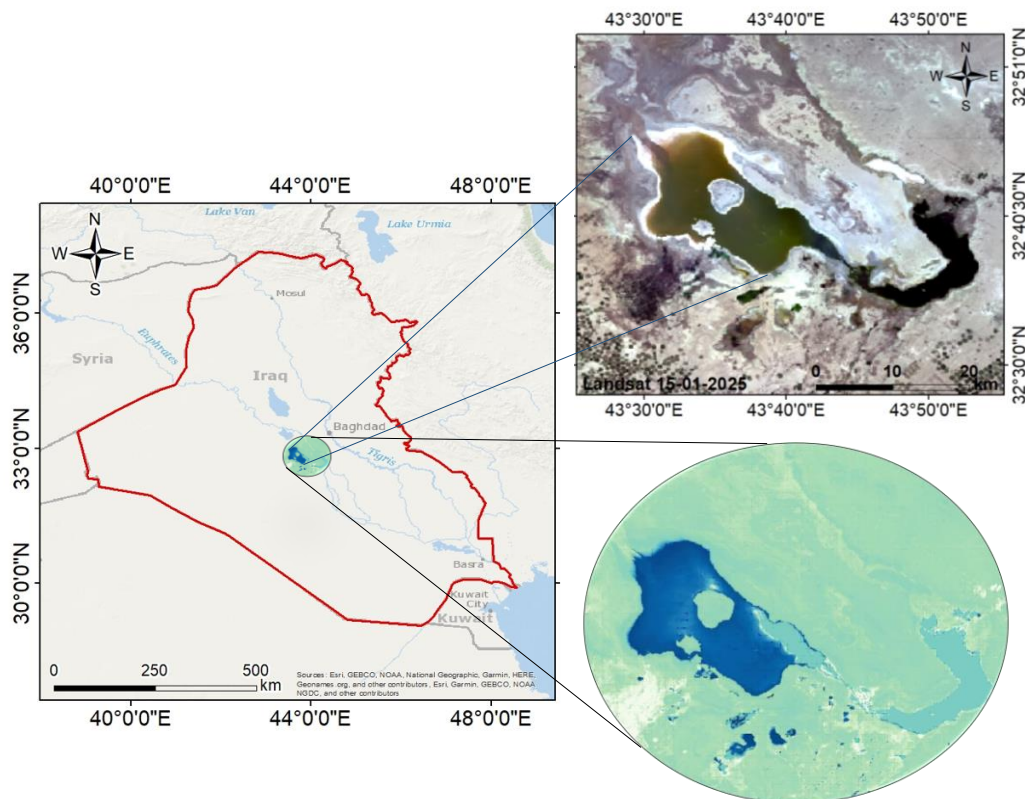 43°30'0"E 43°40'0"E 43°50'0"E
N
W E
S
32°51'0"N
32°40'30"N
32°30'0"N
Landsat 15-01-2025
0 10 20
km
43°30'0"E 43°40'0"E 43°50'0"E
40°0'0"E 44°0'0"E 48°0'0"E
N
W E
S
Lake Van
Lake Urmia
36°0'0"N
33°0'0"N
30°0'0"N
Mosul
Syria
Euphrates
Iraq
Baghdad
Tigris
Basra
Kuwait
City
Kuwait
0 250 500
km
Sources: Esri, GEBCO, NOAA, National Geographic, Garmin, HERE,
Geonames.org, and other contributors, Esri, Garmin, GEBCO, NOAA
NGDC, and other contributors
40°0'0"E 44°0'0"E 48°0'0"E